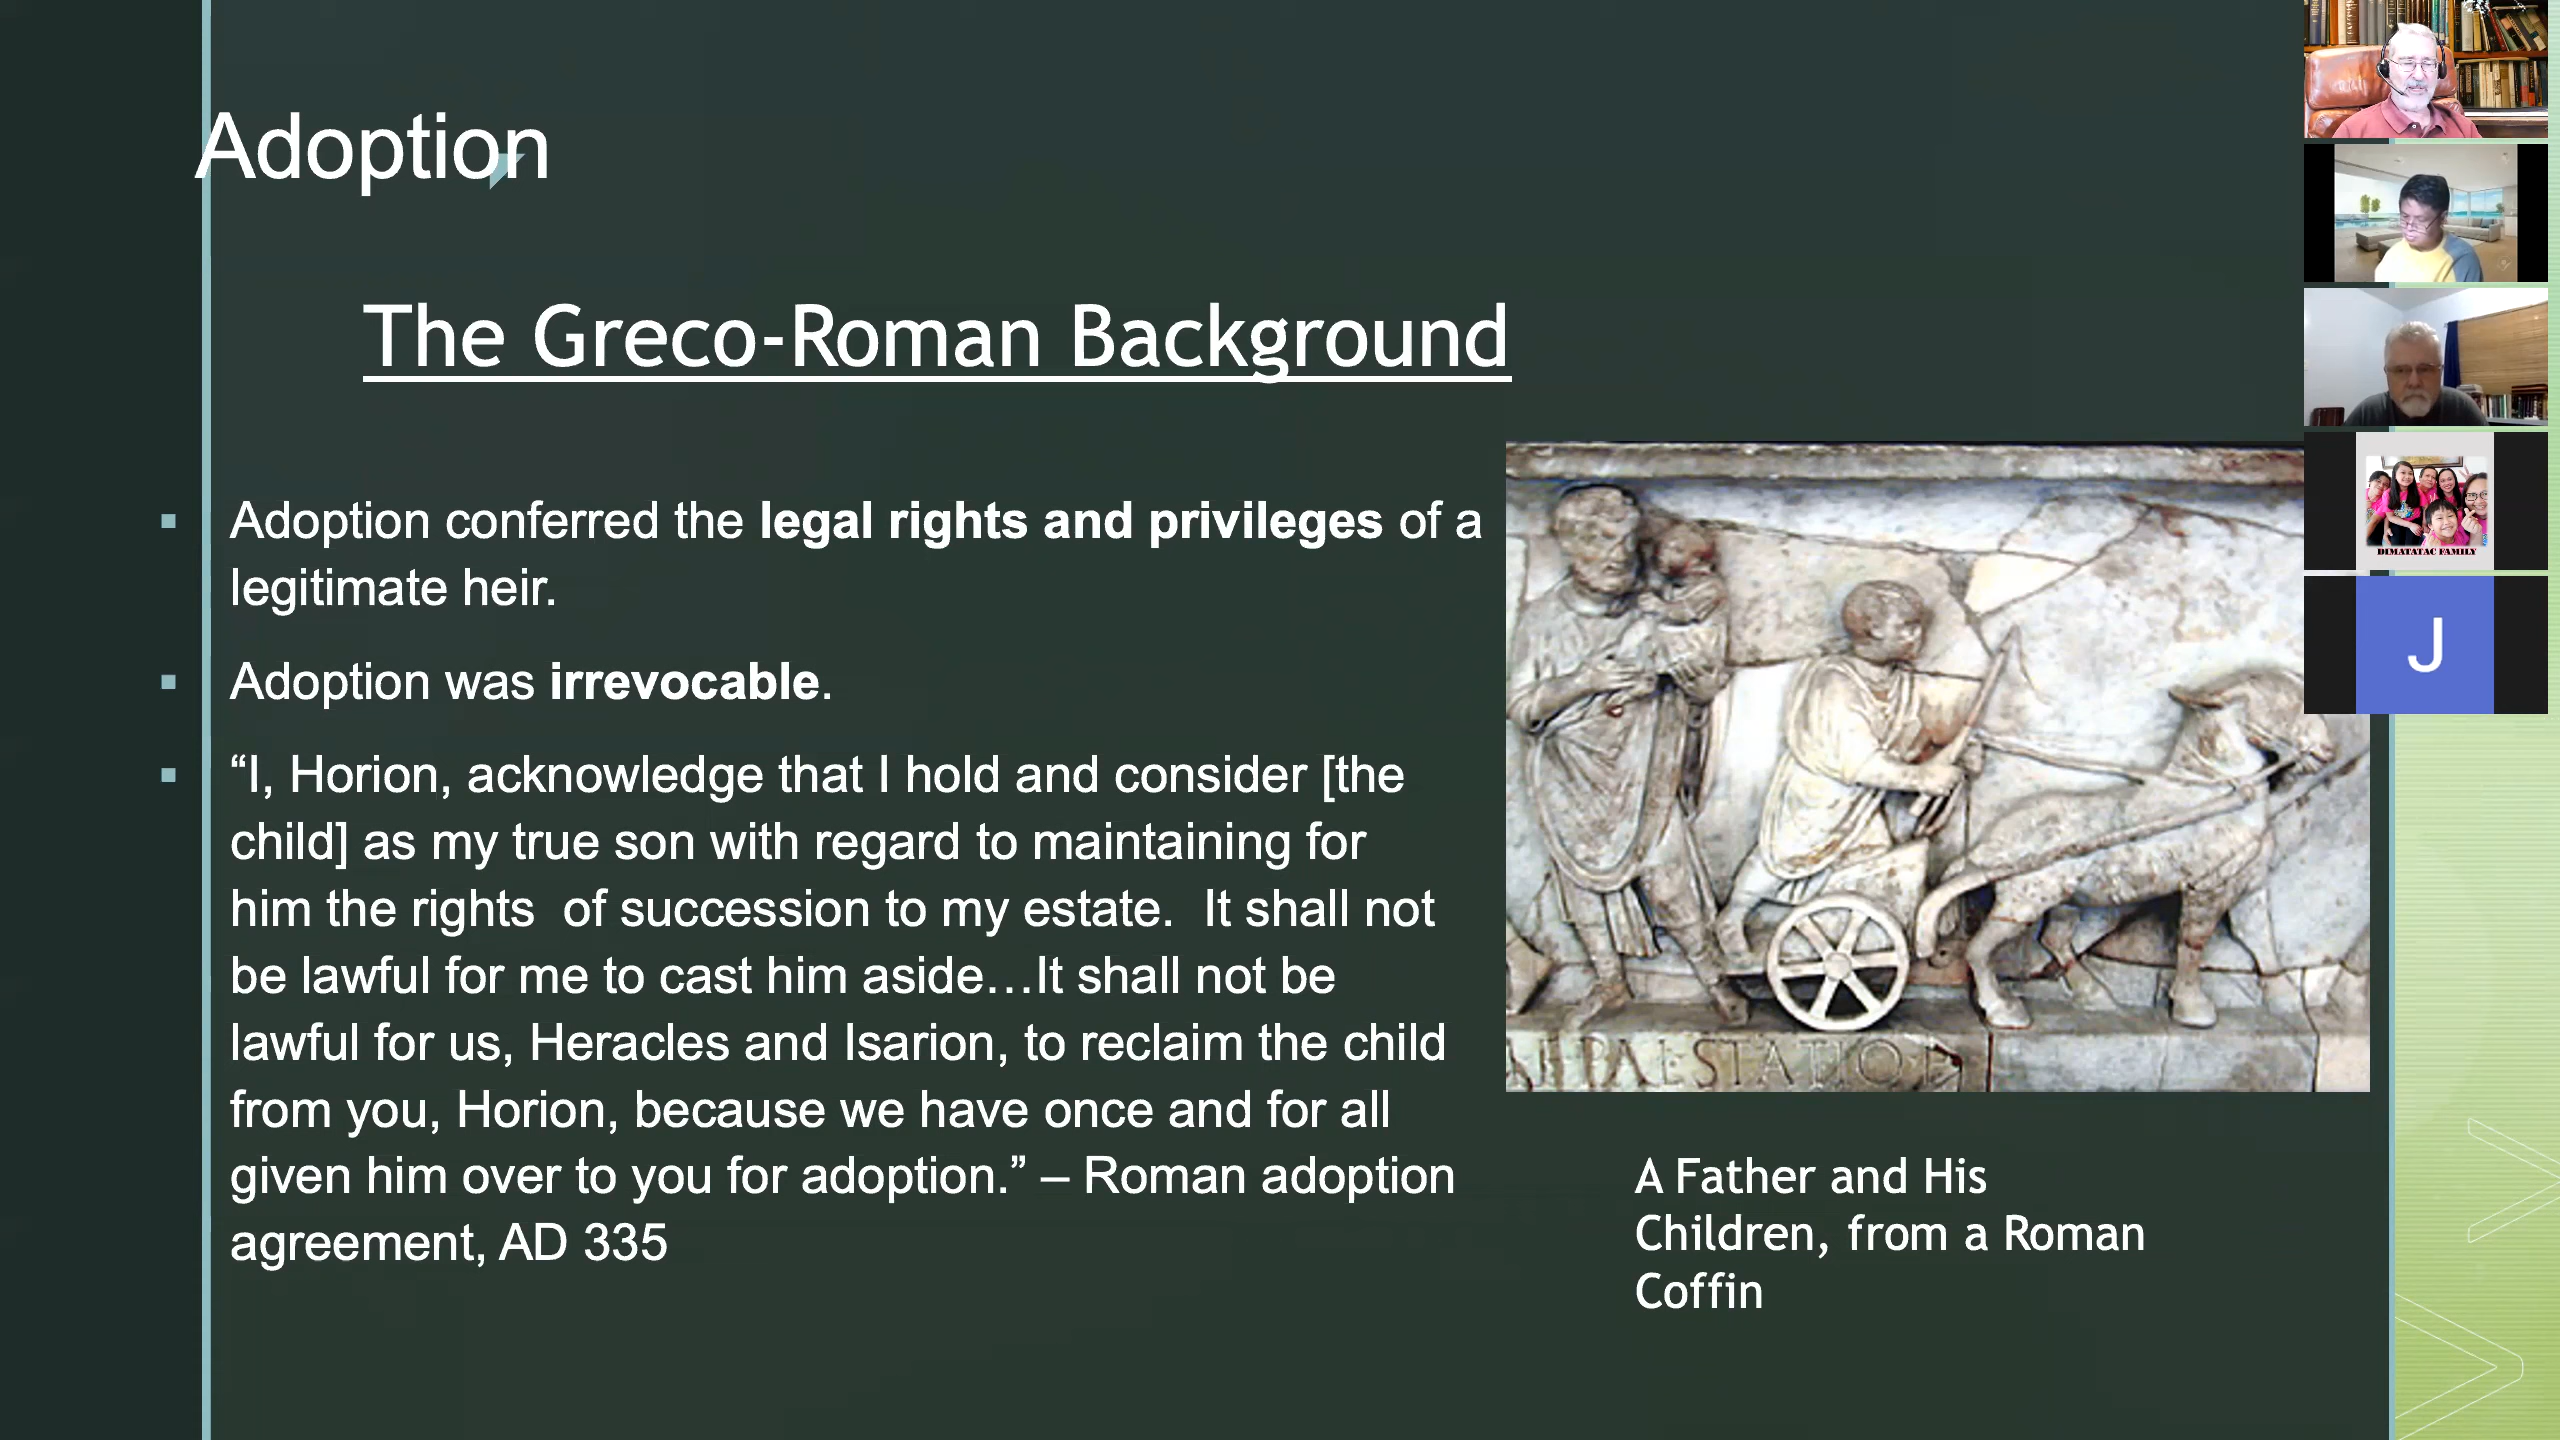 Adoption
The Greco-Roman Background
▪ Adoption conferred the legal rights and privileges of a
legitimate heir.
▪ Adoption was irrevocable.
▪ “I, Horion, acknowledge that I hold and consider [the
child] as my true son with regard to maintaining for
him the rights of succession to my estate. It shall not
be lawful for me to cast him aside…It shall not be
lawful for us, Heracles and Isarion, to reclaim the child
from you, Horion, because we have once and for all
given him over to you for adoption.” – Roman adoption
agreement, AD 335
A Father and His
Children, from a Roman
Coffin
DIMATATAC FAMILY
J